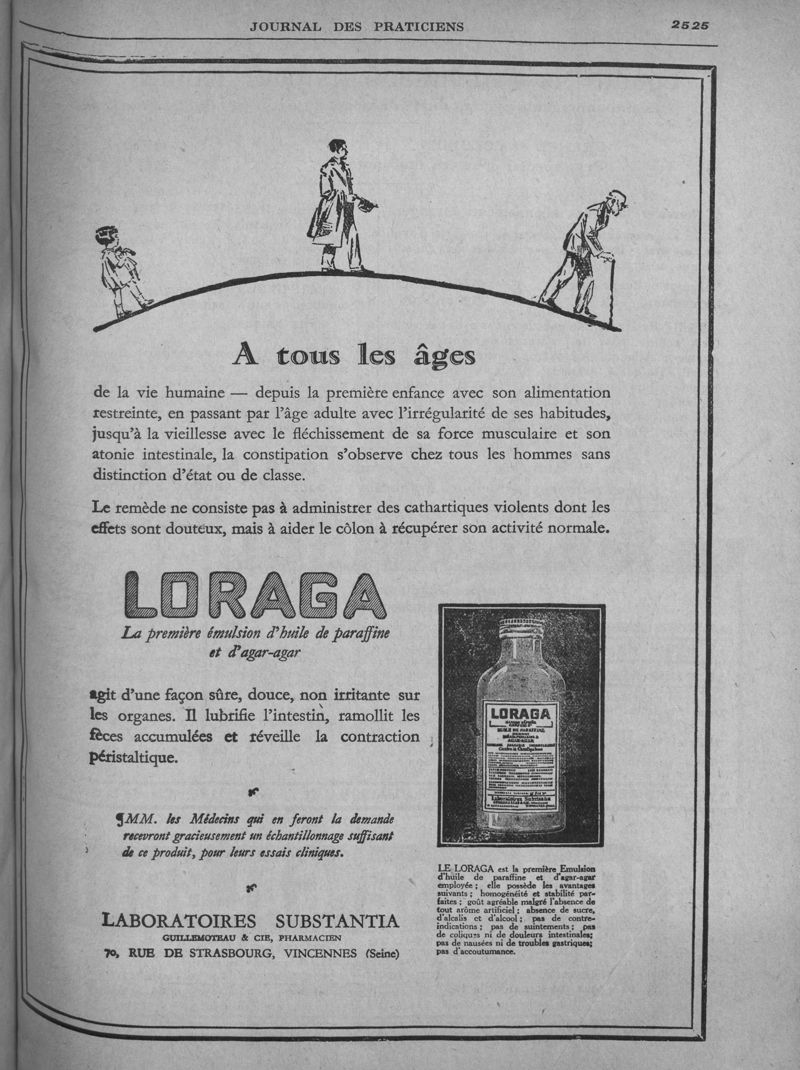 JOURNAL DES PRATICIENS
2525
A tous les âges
de la vie humaine — depuis la première enfance avec son alimentation
restreinte, en passant par l'âge adulte avec l'irrégularité de ses habitudes,
jusqu'à la vieillesse avec le fléchissement de sa force musculaire et son
atonie intestinale, la constipation s'observe chez tous les hommes sans
distinction d'état ou de classe.
Le remède ne consiste pas à administrer des cathartiques violents dont les
effets sont douteux, mais à aider le côlon à récupérer son activité normale.
LORAGA
La première émulsion d'huile de paraffine
et d'agar-agar
agit d'une façon sûre, douce, non irritante sur
les organes. Il lubrifie l'intestin, ramollit les
fèces accumulées et réveille la contraction
péristaltique.
¶MM. les Médecins qui en feront la demande
recevront gracieusement un échantillonnage suffisant
de ce produit, pour leurs essais cliniques.
LABORATOIRES SUBSTANTIA
GUILLEMOTEAU & CIE, PHARMACIEN
70, RUE DE STRASBOURG, VINCENNES (Seine)
LORAGA
HUILE DE PARAFFINE
Laboratoires Substantia
LE LORAGA est la première Emulsion
d'huile de paraffine et d'agar-agar
employée ; elle possède les avantages
suivants ; homogénéité et stabilité par-
faites ; goût agréable malgré l'absence de
tout arôme artificiel ; absence de sucre,
d'alcalis et d'alcool ; pas de contre-
indications ; pas de suintements ; pas
de coliques ni de douleurs intestinales;
pas de nausées ni de troubles gastriques;
pas d'accoutumance.